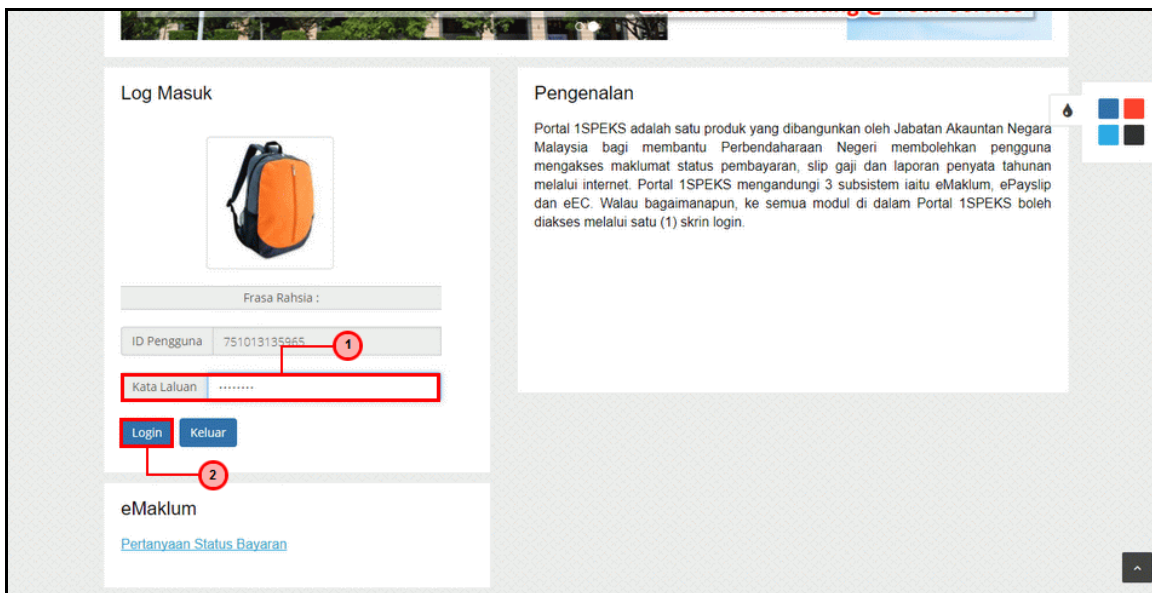 Log Masuk
Frasa Rahsia :
ID Pengguna 751013135965
1
Kata Laluan ········
Login Keluar
2
eMaklum
Pertanyaan Status Bayaran
Pengenalan
Portal 1SPEKS adalah satu produk yang dibangunkan oleh Jabatan Akauntan Negara
Malaysia bagi membantu Perbendaharaan Negeri membolehkan pengguna
mengakses maklumat status pembayaran, slip gaji dan laporan penyata tahunan
melalui internet. Portal 1SPEKS mengandungi 3 subsistem iaitu eMaklum, ePayslip
dan eEC. Walau bagaimanapun, ke semua modul di dalam Portal 1SPEKS boleh
diakses melalui satu (1) skrin login.